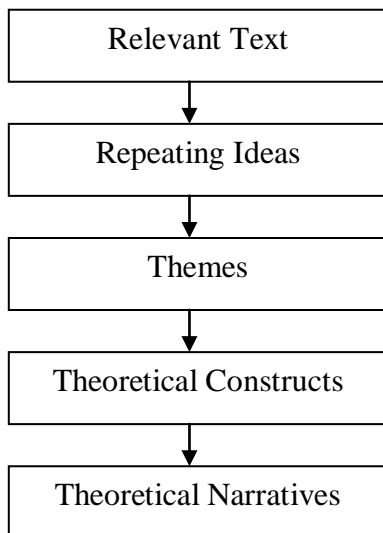 Relevant Text
Repeating Ideas
Themes
Theoretical Constructs
Theoretical Narratives